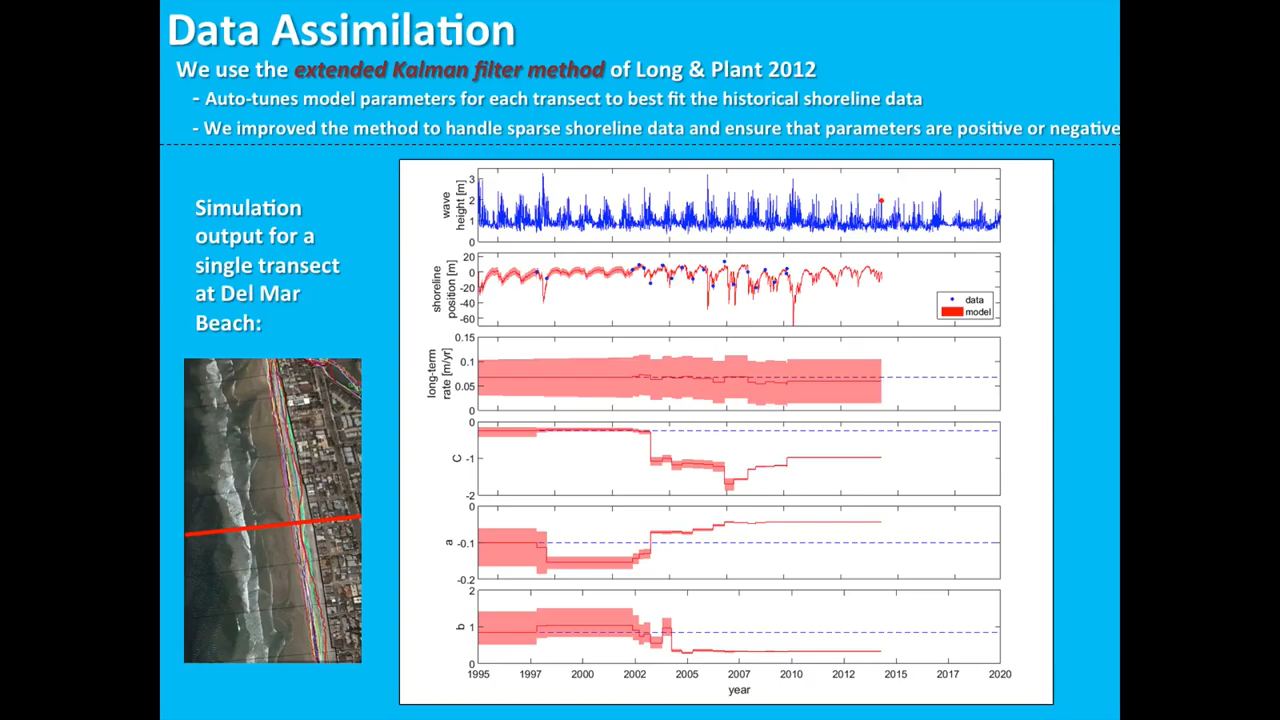 Data Assimilation
We use the extended Kalman filter method of Long & Plant 2012
- Auto-tunes model parameters for each transect to best fit the historical shoreline data
- We improved the method to handle sparse shoreline data and ensure that parameters are positive or negative
Simulation
output for a
single transect
at Del Mar
Beach:
wave
height [m]
3
2
1
0
shoreline
position [m]
20
0
-20
-40
-60
data
model
long-term
rate [m/yr]
0.15
0.1
0.05
0
C
0
-1
-2
a
0
-0.1
-0.2
b
2
1
0
1995 1997 2000 2002 2005 2007 2010 2012 2015 2017 2020
year